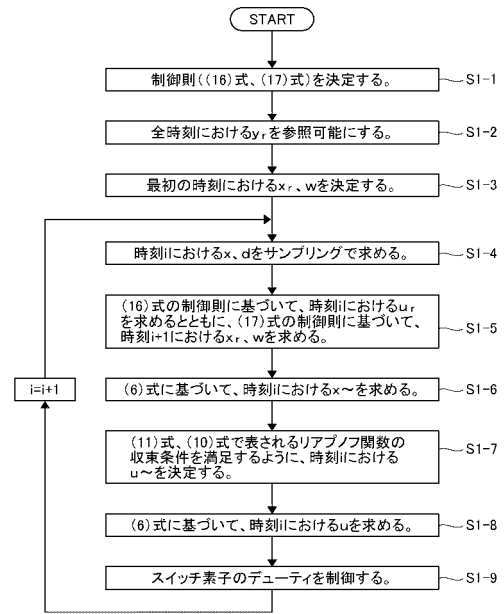 START
制御則((16)式、(17)式)を決定する。
S1-1
全時刻におけるyrを参照可能にする。
S1-2
最初の時刻におけるxr、wを決定する。
S1-3
時刻iにおけるx、dをサンプリングで求める。
S1-4
(16)式の制御則に基づいて、時刻iにおけるur
を求めるとともに、(17)式の制御則に基づいて、
時刻i+1におけるxr、wを求める。
S1-5
i=i+1
(6)式に基づいて、時刻iにおけるx~を求める。
S1-6
(11)式、(10)式で表されるリアプノフ関数の
収束条件を満足するように、時刻iにおける
u~を決定する。
S1-7
(6)式に基づいて、時刻iにおけるuを求める。
S1-8
スイッチ素子のデューティを制御する。
S1-9